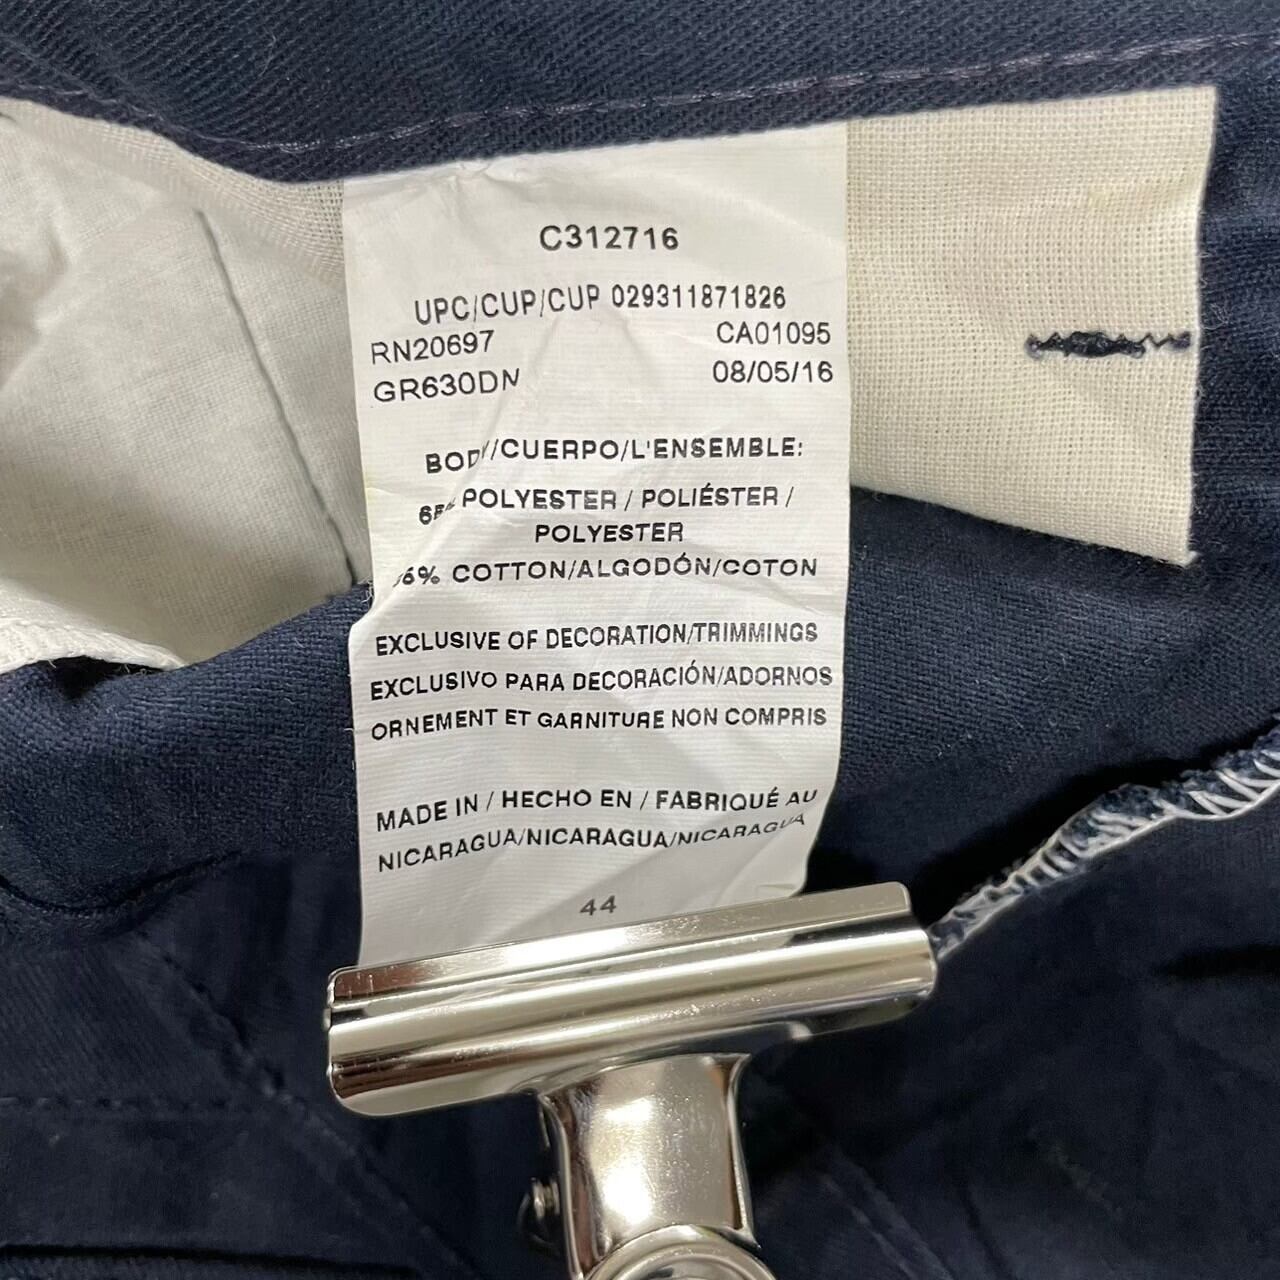 C312716
UPC/CUP/CUP 029311871826
RN20697 CA01095
GR630DN 08/05/16
BODY/CUERPO/L'ENSEMBLE:
POLYESTER / POLIÉSTER /
POLYESTER
COTTON/ALGODÓN/COTON
EXCLUSIVE OF DECORATION/TRIMMINGS
EXCLUSIVO PARA DECORACIÓN/ADORNOS
ORNEMENT ET GARNITURE NON COMPRIS
MADE IN / HECHO EN / FABRIQUÉ AU
NICARAGUA/NICARAGUA/NICARAGUA
44